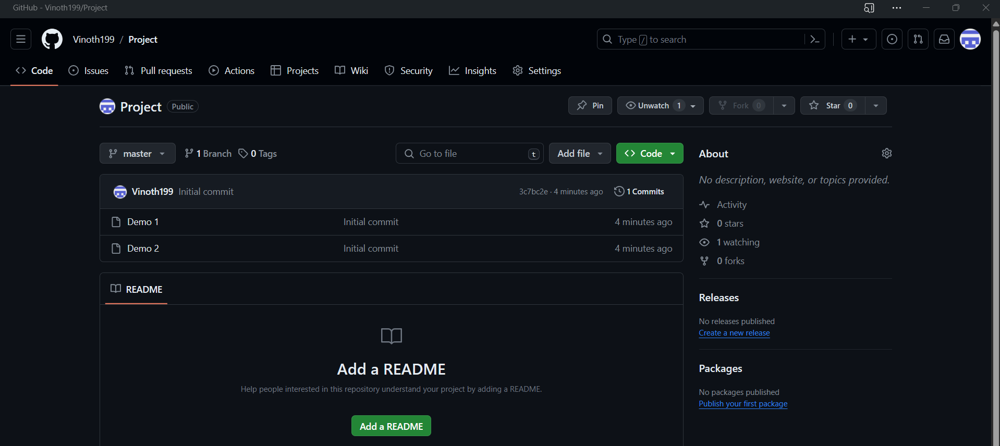 GitHub - Vinoth199/Project
Vinoth199 / Project
Type / to search
Code Issues Pull requests Actions Projects Wiki Security Insights Settings
Project Public
Pin Unwatch 1 Fork 0 Star 0
master 1 Branch 0 Tags
Go to file t Add file Code
Vinoth199 Initial commit 3c7bc2e · 4 minutes ago 1 Commits
Demo 1 Initial commit 4 minutes ago
Demo 2 Initial commit 4 minutes ago
README
Add a README
Help people interested in this repository understand your project by adding a README.
Add a README
About
No description, website, or topics provided.
Activity
0 stars
1 watching
0 forks
Releases
No releases published
Create a new release
Packages
No packages published
Publish your first package